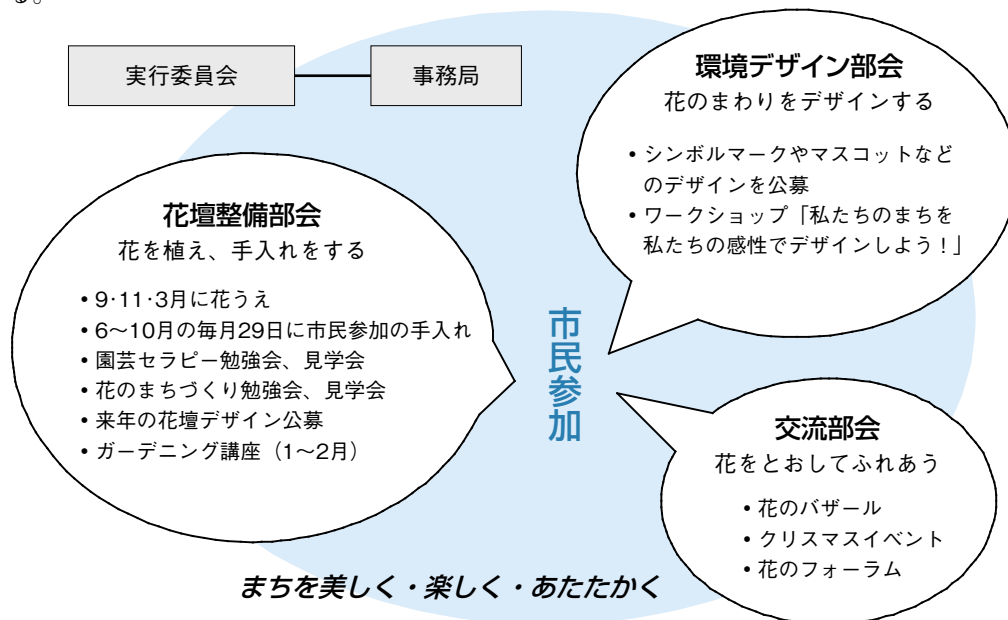 る。
実行委員会
事務局
環境デザイン部会
花のまわりをデザインする
•シンボルマークやマスコットなど
のデザインを公募
•ワークショップ「私たちのまちを
私たちの感性でデザインしよう！」
花壇整備部会
花を植え、手入れをする
•9･11･3月に花うえ
•6〜10月の毎月29日に市民参加の手入れ
•園芸セラピー勉強会、見学会
•花のまちづくり勉強会、見学会
•来年の花壇デザイン公募
•ガーデニング講座（1〜2月）
市民参加
交流部会
花をとおしてふれあう
•花のバザール
•クリスマスイベント
•花のフォーラム
まちを美しく・楽しく・あたたかく